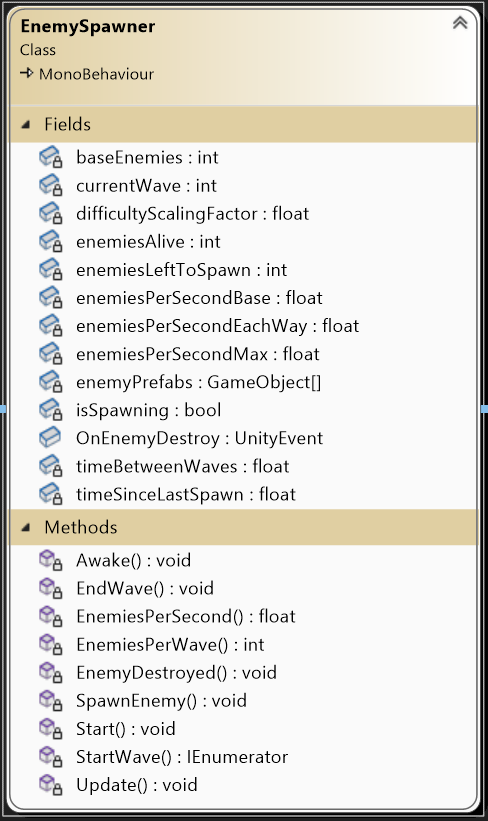 EnemySpawner
Class
MonoBehaviour
Fields
baseEnemies : int
currentWave : int
difficultyScalingFactor : float
enemiesAlive : int
enemiesLeftToSpawn : int
enemiesPerSecondBase : float
enemiesPerSecondEachWay : float
enemiesPerSecondMax : float
enemyPrefabs : GameObject[]
isSpawning : bool
OnEnemyDestroy : UnityEvent
timeBetweenWaves : float
timeSinceLastSpawn : float
Methods
Awake() : void
EndWave() : void
EnemiesPerSecond() : float
EnemiesPerWave() : int
EnemyDestroyed() : void
SpawnEnemy() : void
Start() : void
StartWave() : IEnumerator
Update() : void